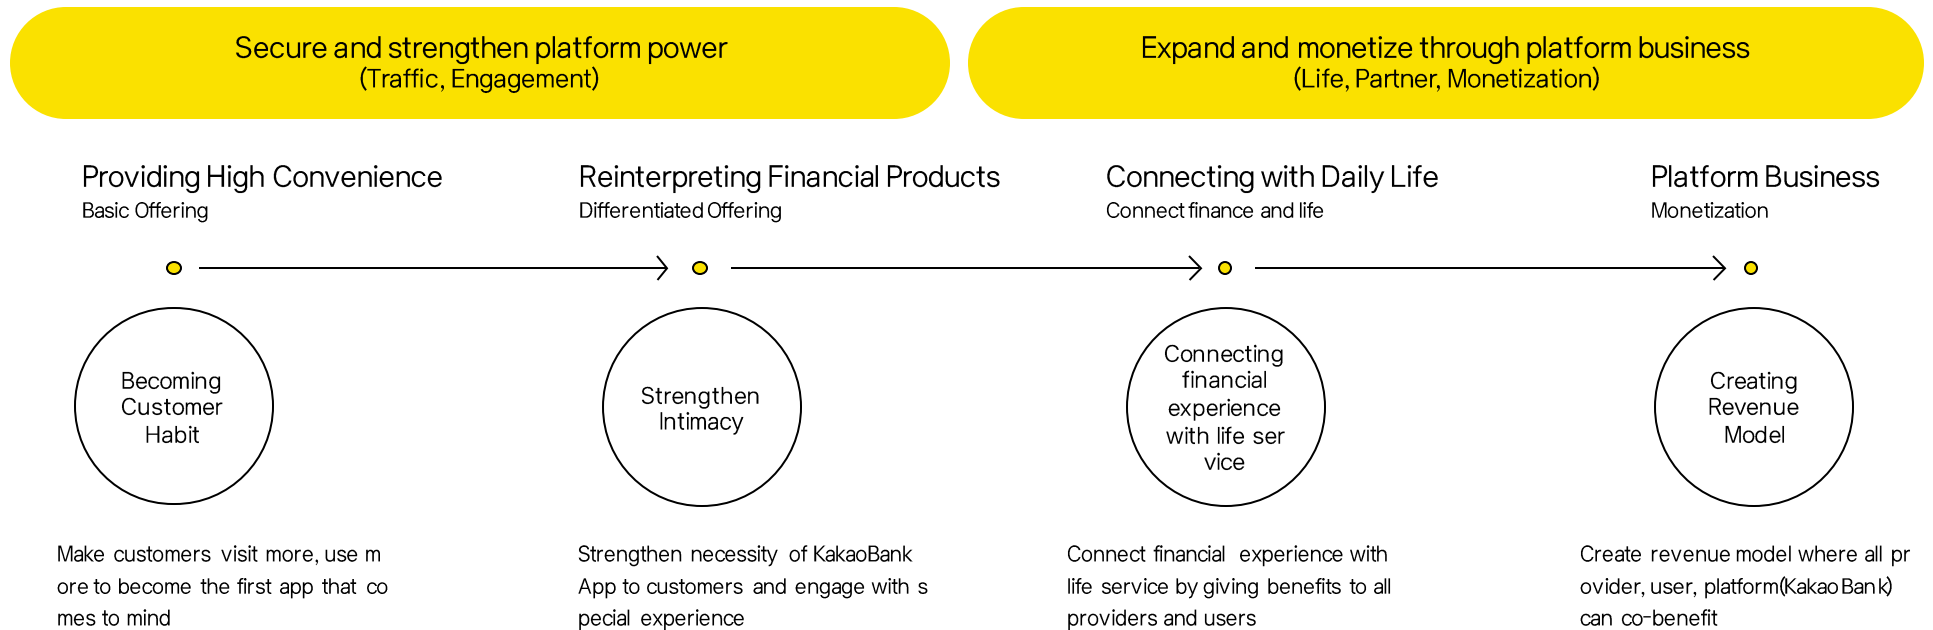 Secure and strengthen platform power
(Traffic, Engagement)
Expand and monetize through platform business
(Life, Partner, Monetization)
Providing High Convenience
Basic Offering
Reinterpreting Financial Products
Differentiated Offering
Connecting with Daily Life
Connect finance and life
Platform Business
Monetization
Becoming
Customer
Habit
Strengthen
Intimacy
Connecting
financial
experience
with life ser
vice
Creating
Revenue
Model
Make customers visit more, use m
ore to become the first app that co
mes to mind
Strengthen necessity of KakaoBank
App to customers and engage with s
pecial experience
Connect financial experience with
life service by giving benefits to all
providers and users
Create revenue model where all pr
ovider, user, platform(KakaoBank)
can co-benefit